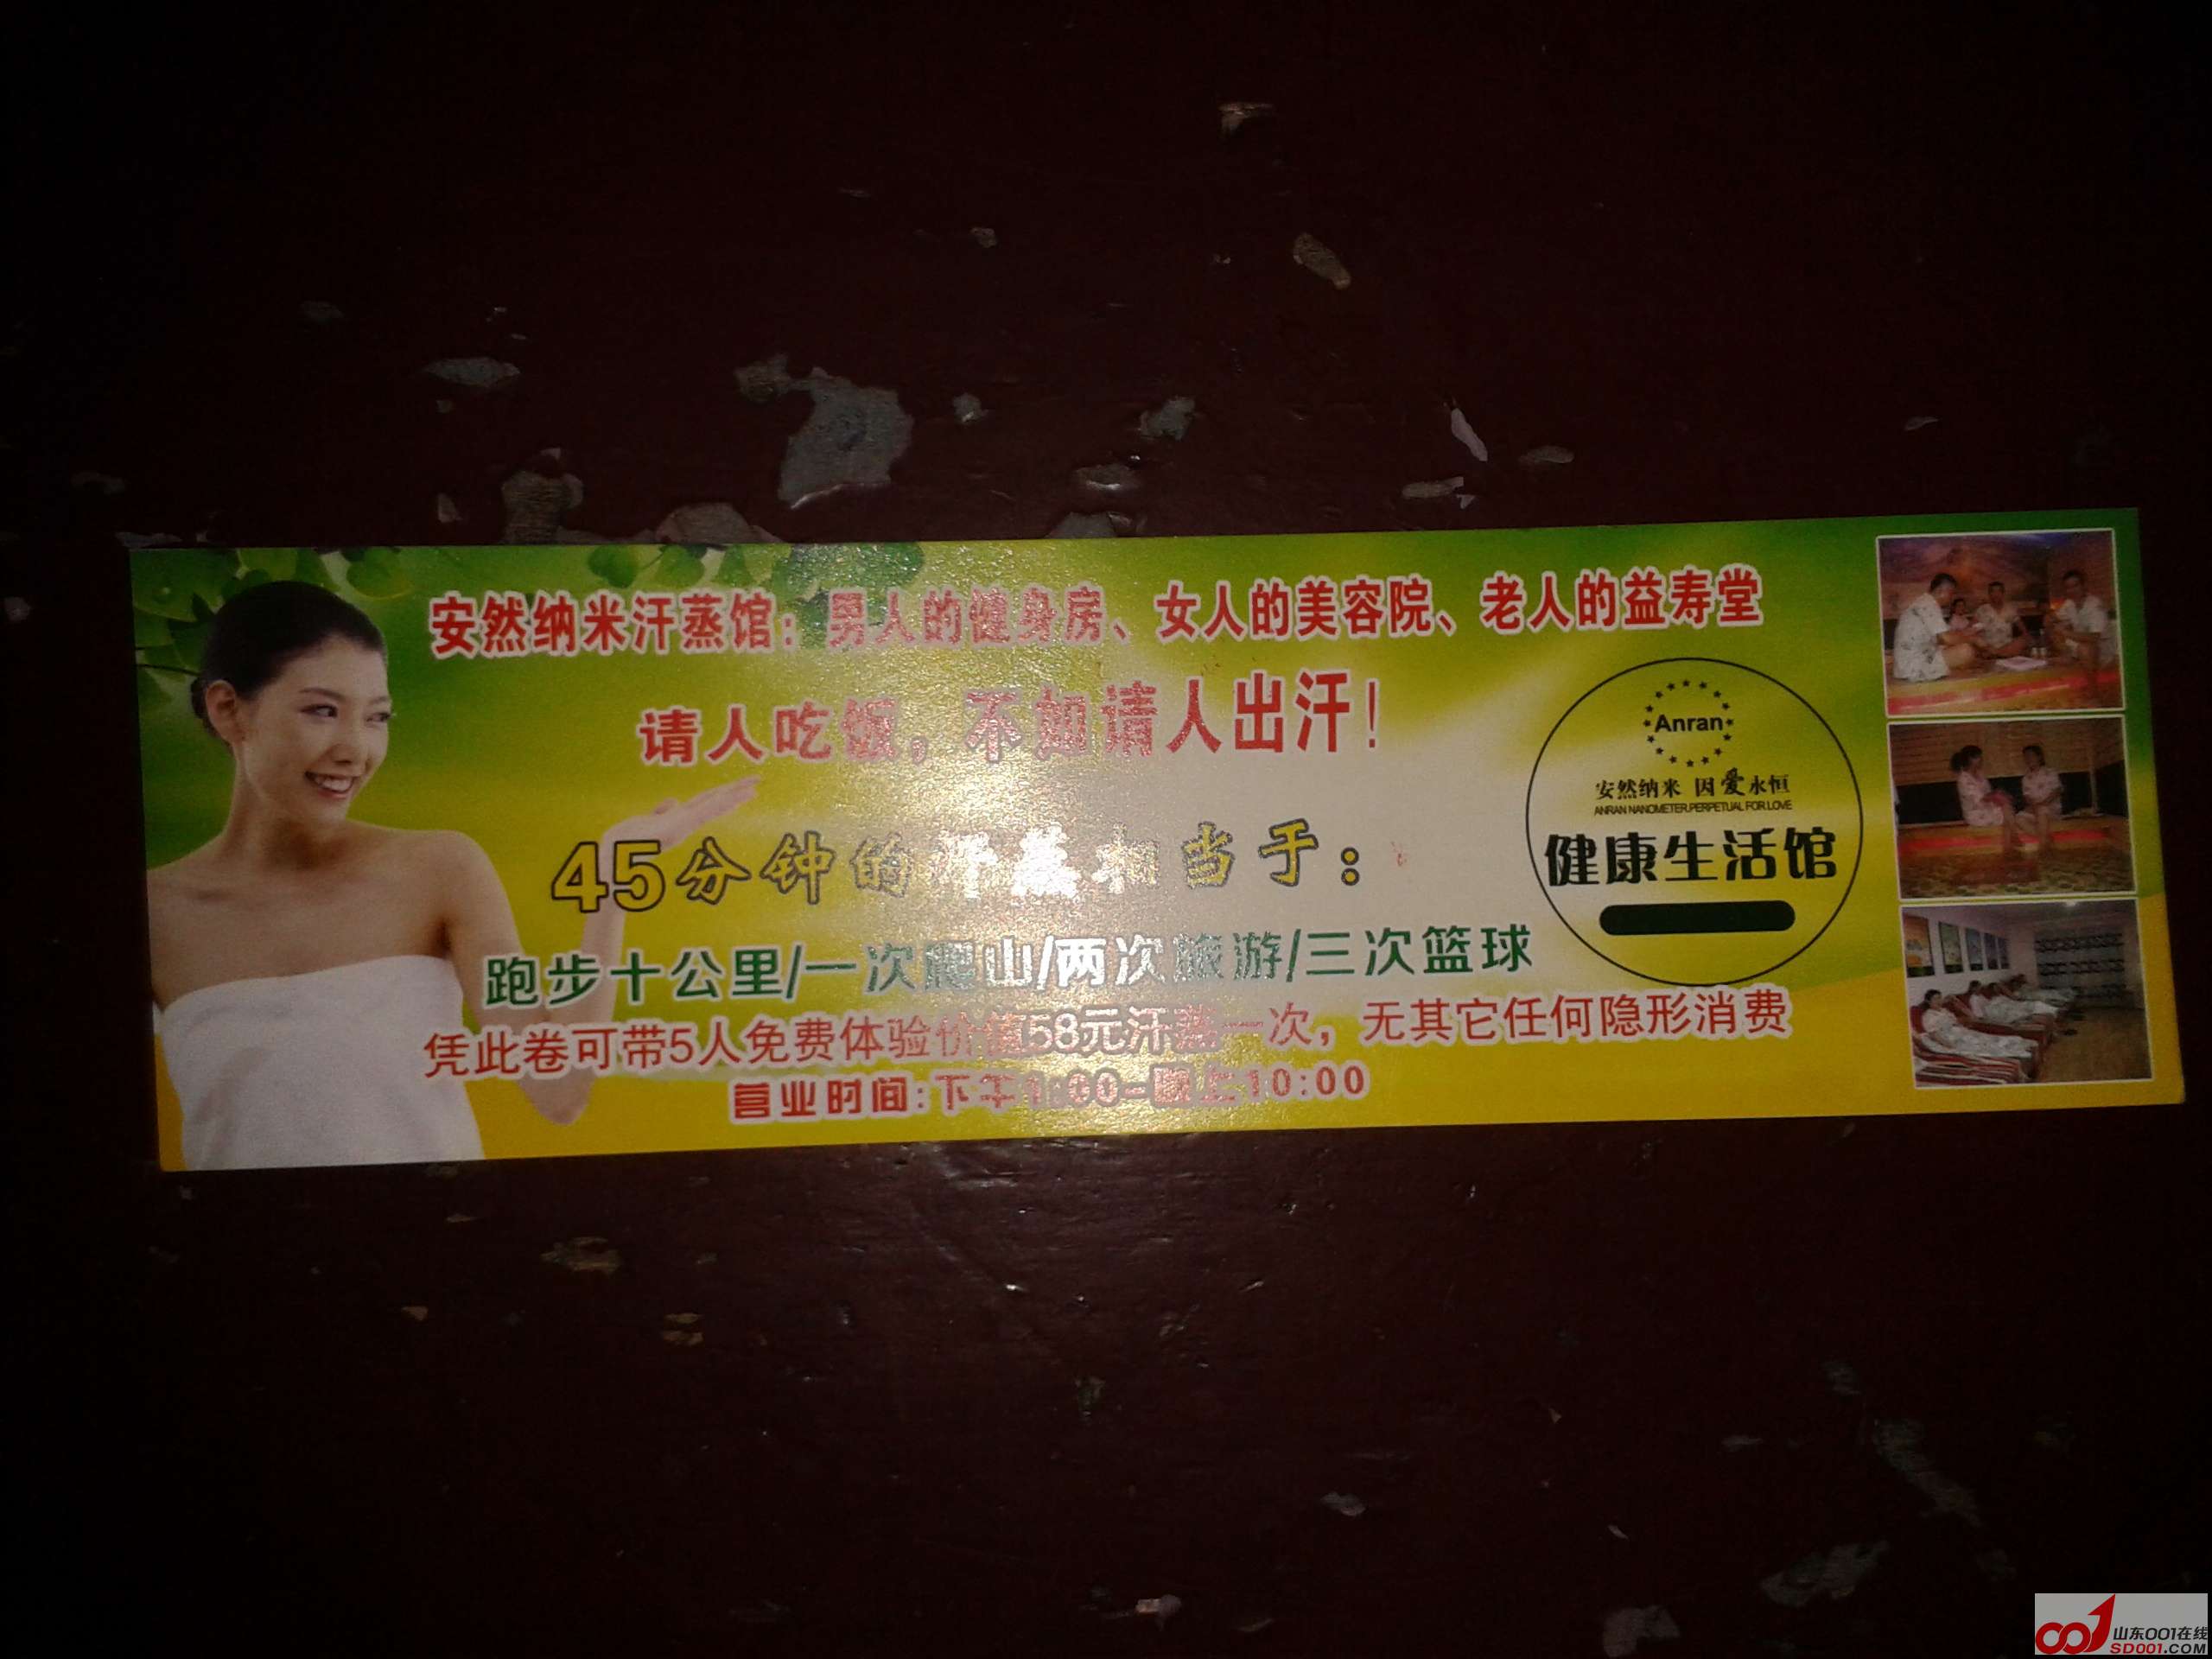 安然纳米汗蒸馆：男人的健身房、女人的美容院、老人的益寿堂
请人吃饭，不如请人出汗！
45分钟的汗蒸相当于：
跑步十公里/一次爬山/两次旅游/三次篮球
凭此卷可带5人免费体验价值58元汗蒸一次，无其它任何隐形消费
营业时间：下午1:00-晚上10:00
Anran
安然纳米 因爱永恒
ANRAN NANOMETER.PERPETUAL FOR LOVE
健康生活馆
山东001在线
SD001.COM